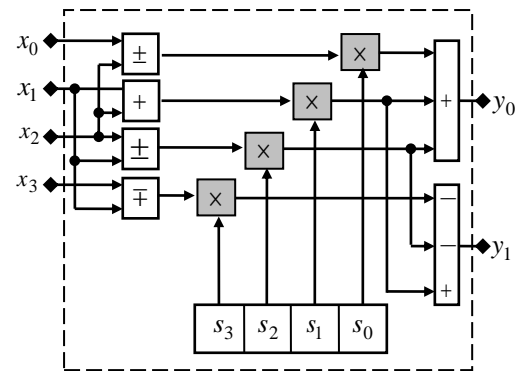 x₀ ± ×
x₁ + × + y₀
x₂ ± ×
x₃ ∓ × −
− y₁
+
s₃ s₂ s₁ s₀